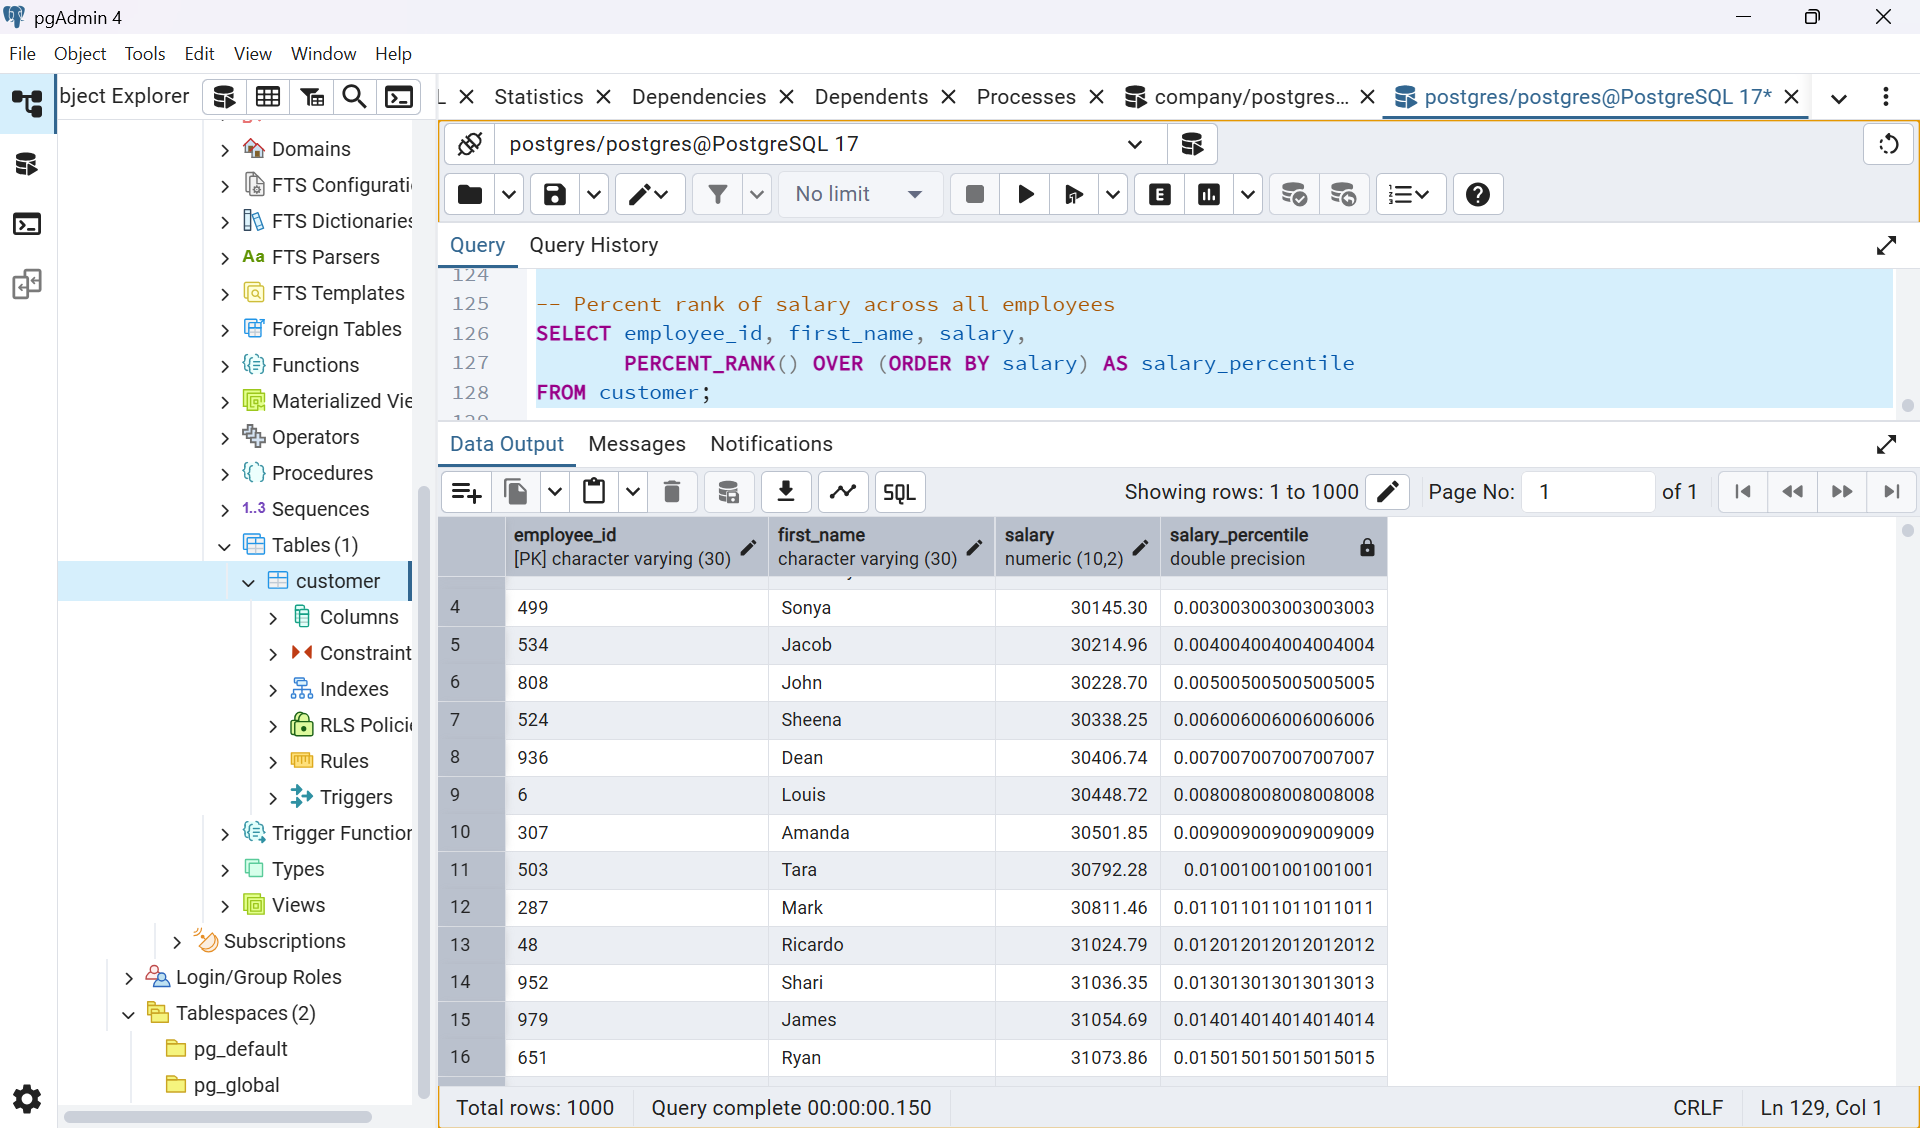 pgAdmin 4
File Object Tools Edit View Window Help
bject Explorer
L Statistics Dependencies Dependents Processes company/postgres... postgres/postgres@PostgreSQL 17*
postgres/postgres@PostgreSQL 17
No limit
E
Query Query History
124
125 -- Percent rank of salary across all employees
126 SELECT employee_id, first_name, salary,
127 PERCENT_RANK() OVER (ORDER BY salary) AS salary_percentile
128 FROM customer;
129
Data Output Messages Notifications
SQL Showing rows: 1 to 1000 Page No: 1 of 1
employee_id first_name salary salary_percentile
[PK] character varying (30) character varying (30) numeric (10,2) double precision
4 499 Sonya 30145.30 0.003003003003003003
5 534 Jacob 30214.96 0.004004004004004004
6 808 John 30228.70 0.005005005005005005
7 524 Sheena 30338.25 0.006006006006006006
8 936 Dean 30406.74 0.007007007007007007
9 6 Louis 30448.72 0.008008008008008008
10 307 Amanda 30501.85 0.009009009009009009
11 503 Tara 30792.28 0.01001001001001001
12 287 Mark 30811.46 0.011011011011011011
13 48 Ricardo 31024.79 0.012012012012012012
14 952 Shari 31036.35 0.013013013013013013
15 979 James 31054.69 0.014014014014014014
16 651 Ryan 31073.86 0.015015015015015015
Total rows: 1000 Query complete 00:00:00.150 CRLF Ln 129, Col 1
Domains
FTS Configurati
FTS Dictionaries
Aa FTS Parsers
FTS Templates
Foreign Tables
Functions
Materialized Vie
Operators
Procedures
1..3 Sequences
Tables (1)
customer
Columns
Constraint
Indexes
RLS Policie
Rules
Triggers
Trigger Function
Types
Views
Subscriptions
Login/Group Roles
Tablespaces (2)
pg_default
pg_global